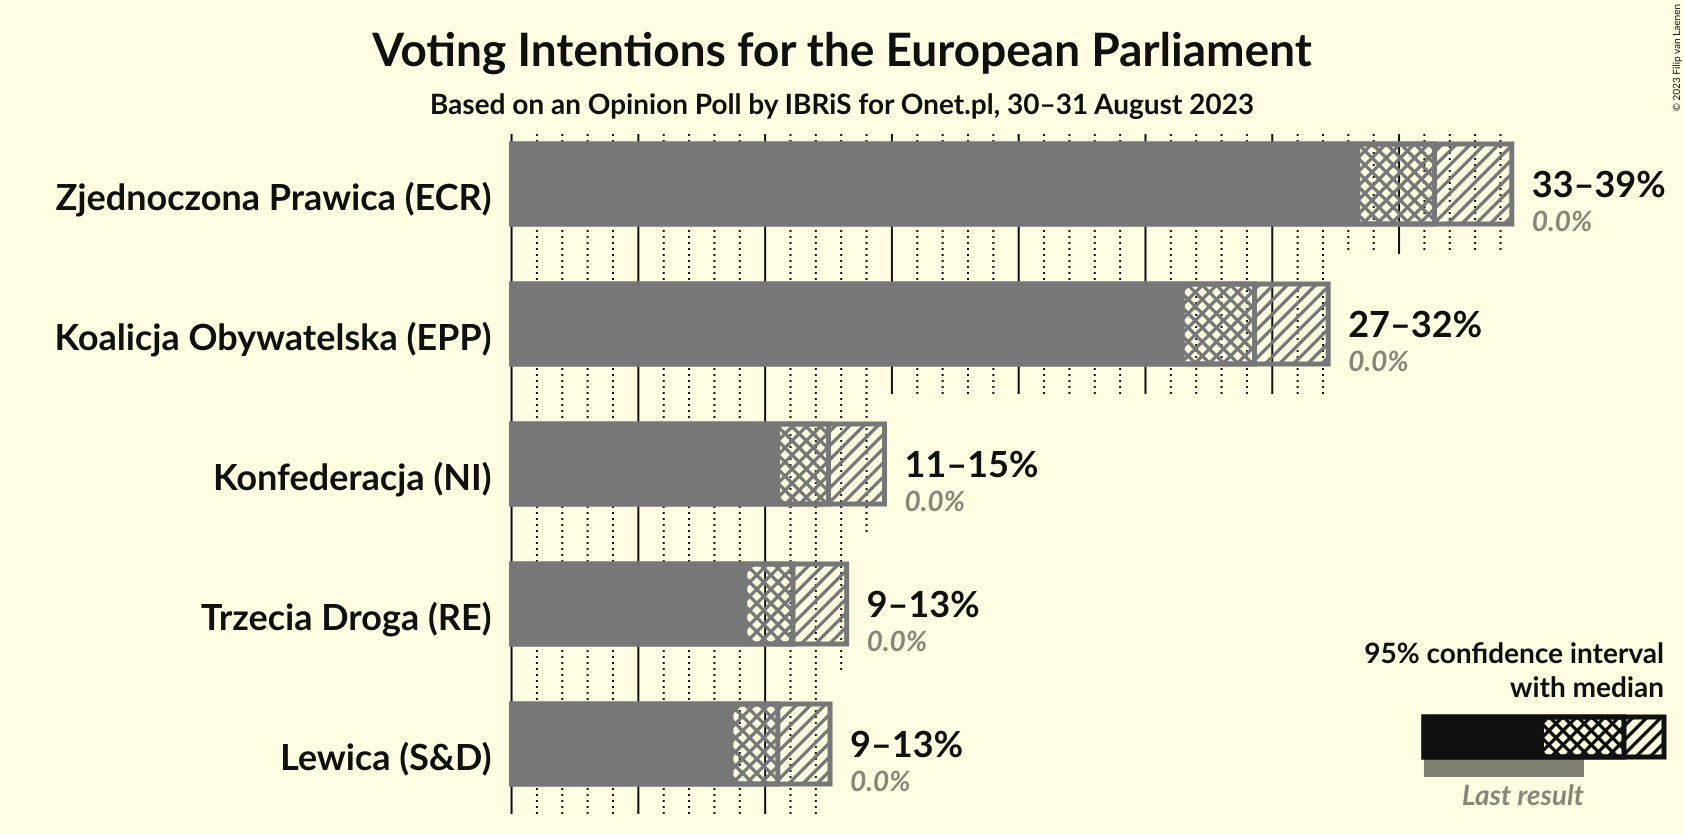 Voting Intentions for the European Parliament
Based on an Opinion Poll by IBRiS for Onet.pl, 30–31 August 2023
© 2023 Filip van Laenen
Zjednoczona Prawica (ECR)
33–39%
0.0%
Koalicja Obywatelska (EPP)
27–32%
0.0%
Konfederacja (NI)
11–15%
0.0%
Trzecia Droga (RE)
9–13%
0.0%
Lewica (S&D)
9–13%
0.0%
95% confidence interval
with median
Last result